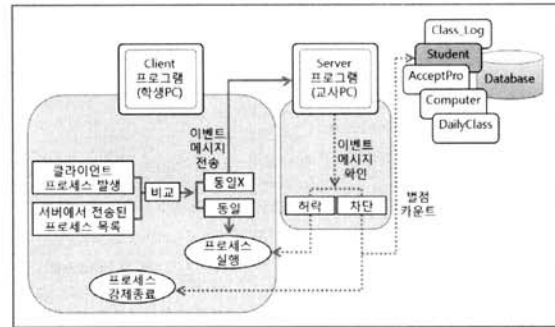 Client
프로그램
(학생PC)
Server
프로그램
(교사PC)
Class_Log
Student
AcceptPro
Computer
DailyClass
Database
이벤트
메시지
전송
이벤트
메시지
확인
클라이언트
프로세스 발생
서버에서 전송된
프로세스 목록
비교
동일X
동일
허락
차단
벌점
카운트
프로세스
실행
프로세스
강제종료